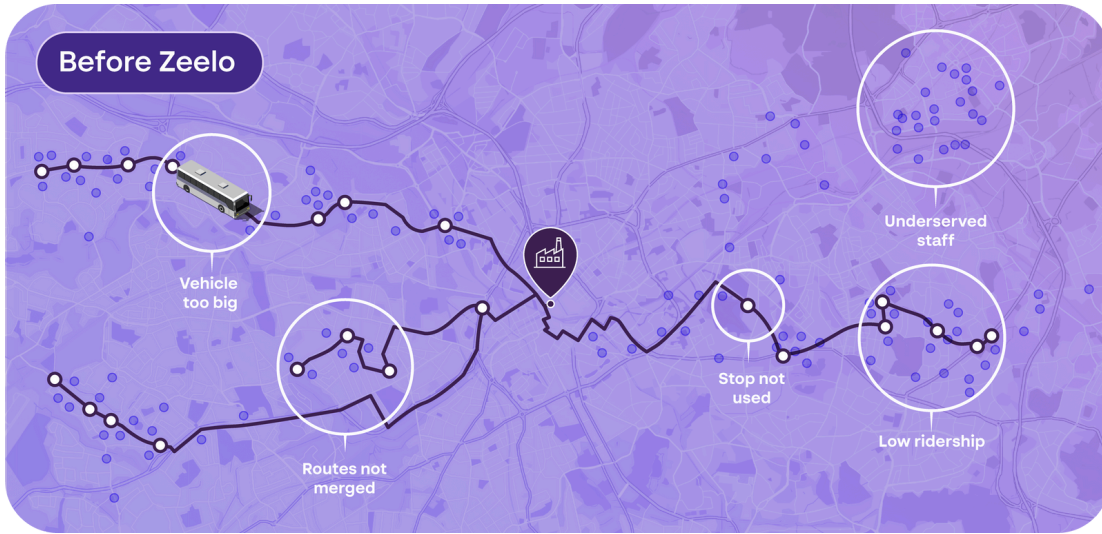 Before Zeelo
Underserved
staff
Vehicle
too big
Stop not
used
Low ridership
Routes not
merged